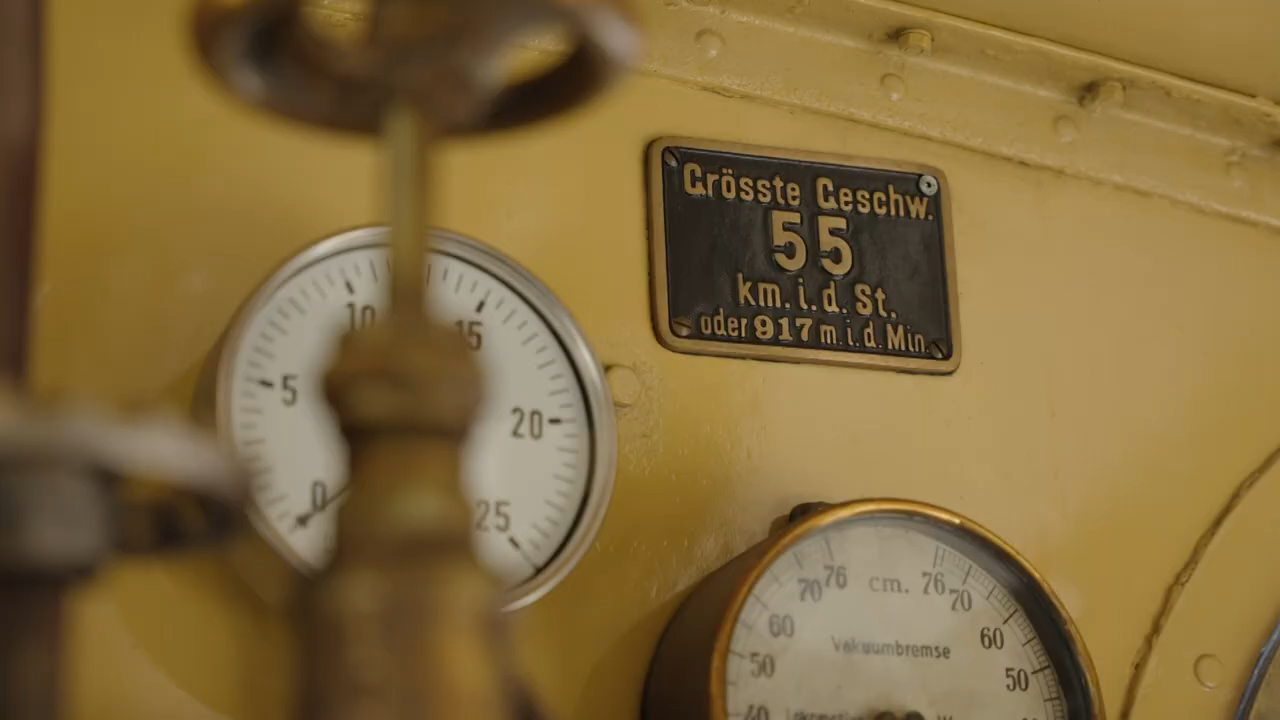 Grösste Geschw.
55
km. i. d. St.
oder 917 m. i. d. Min.
10
15
5
20
0
25
76 cm. 76
70 70
60 60
Vakuumbremse
50 50
40